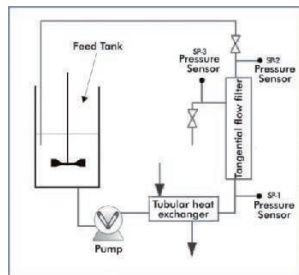 Feed Tank
SP-3
Pressure
Sensor
SP-2
Pressure
Sensor
Tangential flow filter
SP-1
Pressure
Sensor
Tubular heat
exchanger
Pump